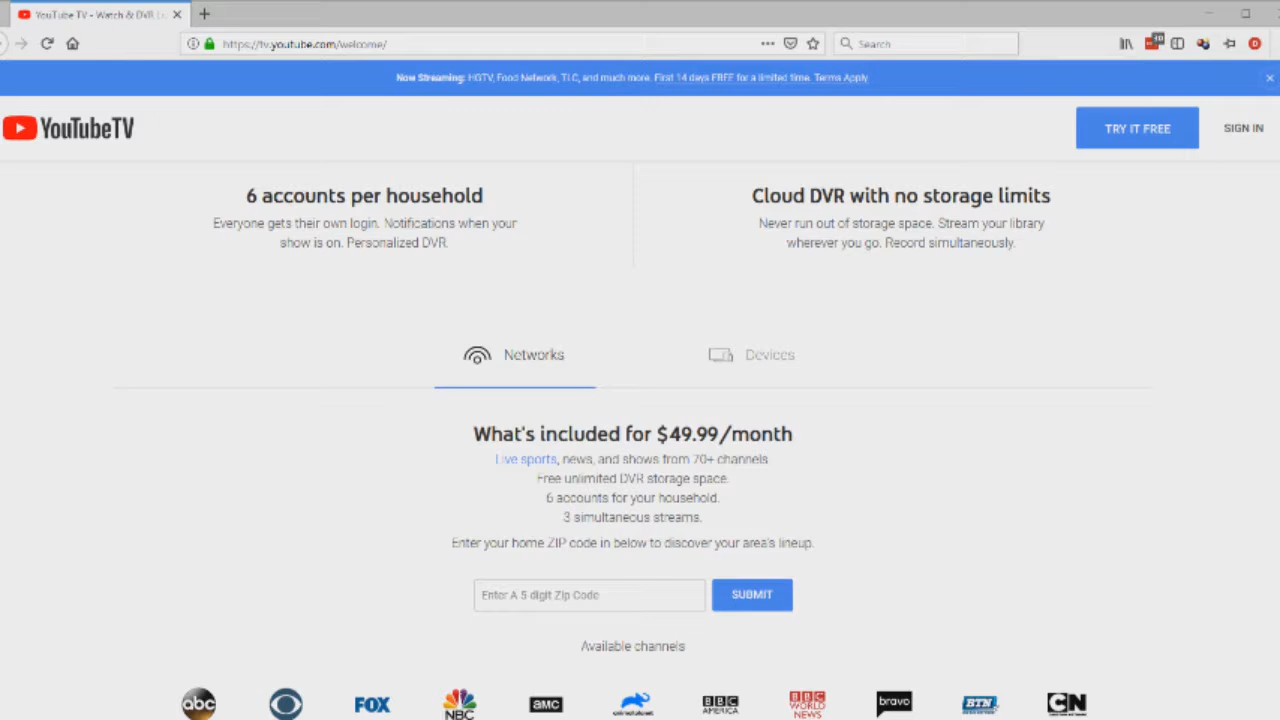 YouTube TV - Watch & DVR Li
https://tv.youtube.com/welcome/
Search
Now Streaming: HGTV, Food Network, TLC, and much more. First 14 days FREE for a limited time. Terms Apply
YouTubeTV
TRY IT FREE
SIGN IN
6 accounts per household
Everyone gets their own login. Notifications when your
show is on. Personalized DVR.
Cloud DVR with no storage limits
Never run out of storage space. Stream your library
wherever you go. Record simultaneously.
Networks
Devices
What's included for $49.99/month
Live sports, news, and shows from 70+ channels
Free unlimited DVR storage space.
6 accounts for your household.
3 simultaneous streams.
Enter your home ZIP code in below to discover your area's lineup.
Enter A 5 digit Zip Code
SUBMIT
Available channels
abc
FOX
NBC
AMC
animal planet
BBC AMERICA
BBC WORLD NEWS
bravo
BTN
CN